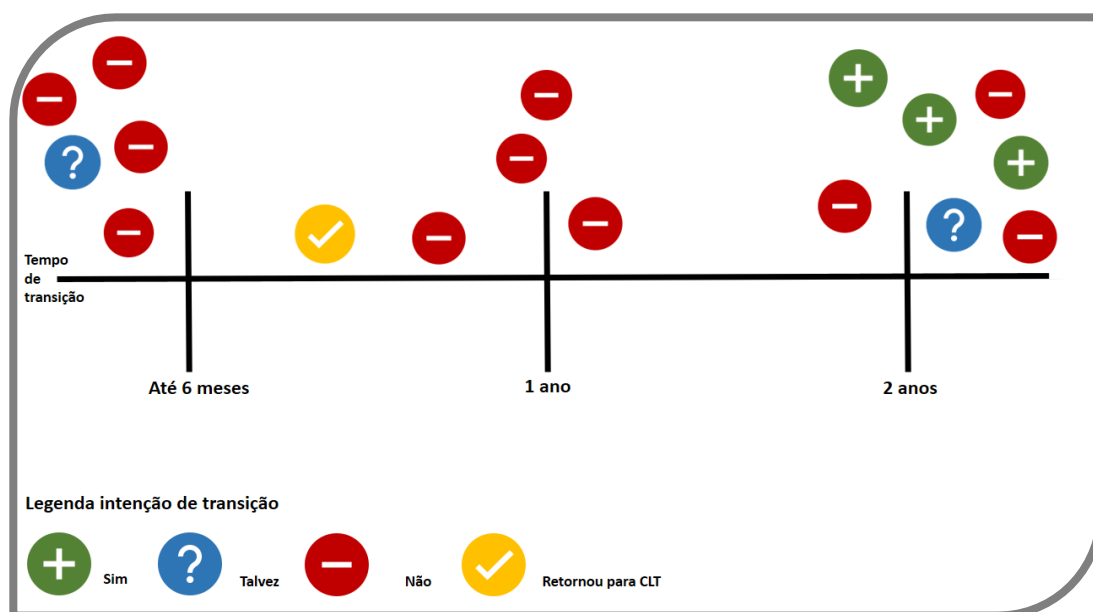 Tempo
de
transição
Até 6 meses
1 ano
2 anos
Legenda intenção de transição
Sim
Talvez
Não
Retornou para CLT